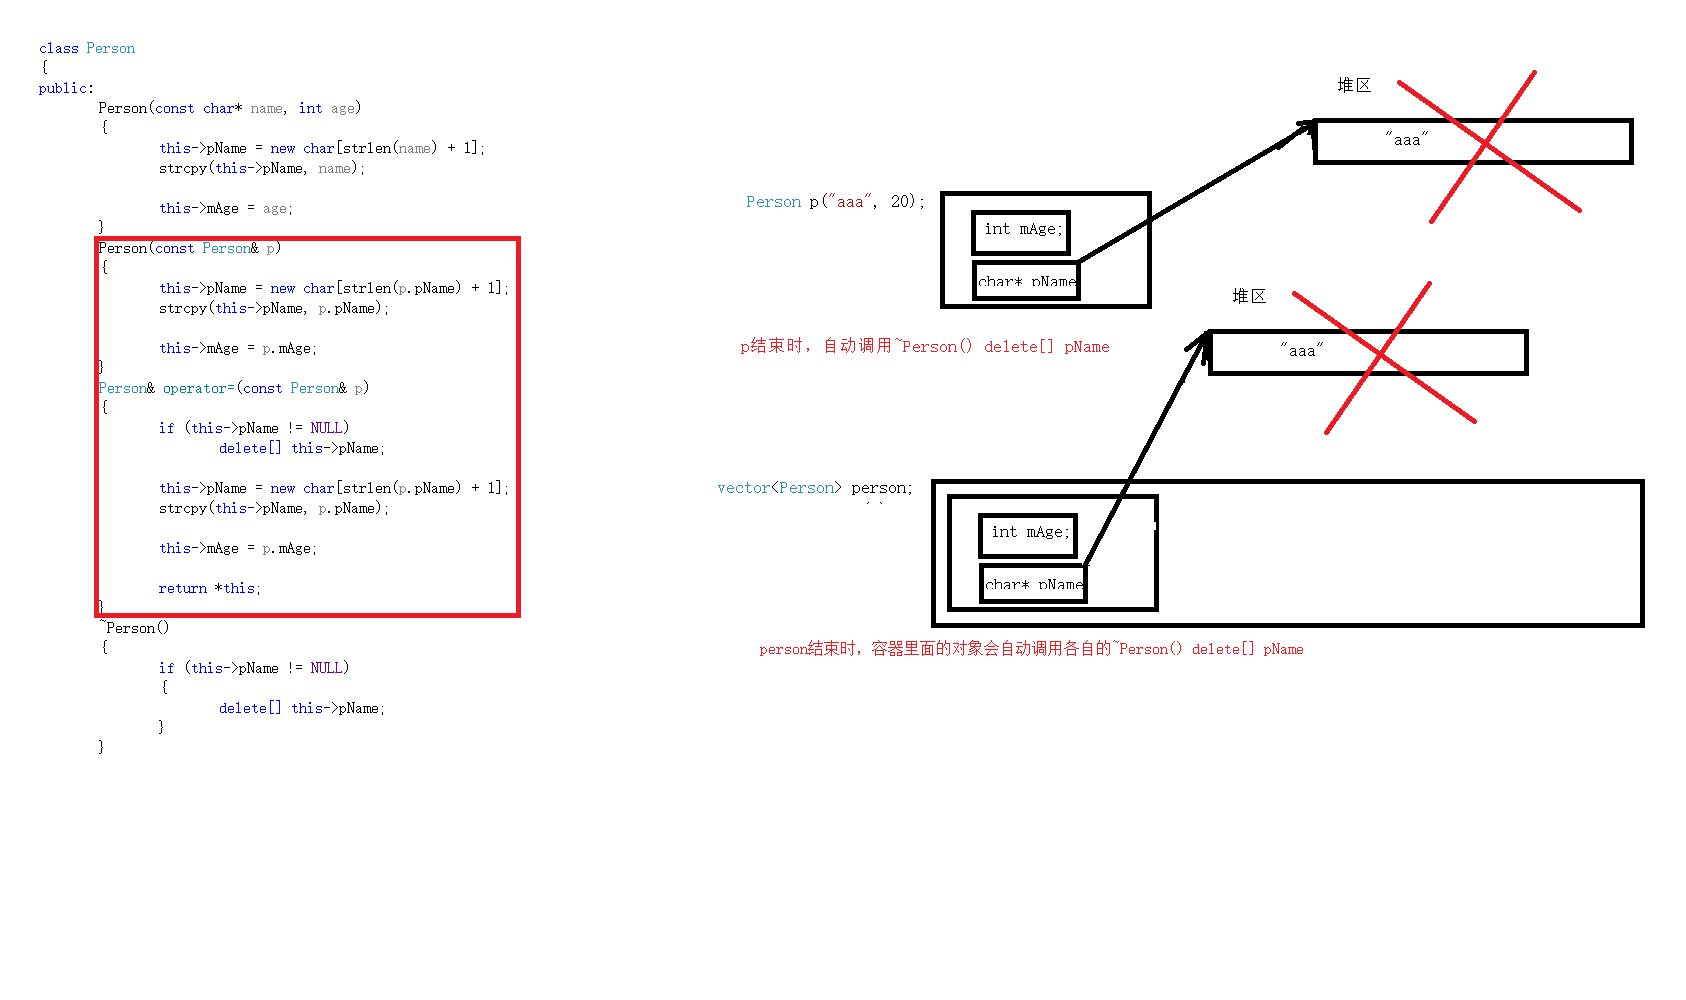 class Person
{
public:
Person(const char* name, int age)
{
this->pName = new char[strlen(name) + 1];
strcpy(this->pName, name);
this->mAge = age;
}
Person(const Person& p)
{
this->pName = new char[strlen(p.pName) + 1];
strcpy(this->pName, p.pName);
this->mAge = p.mAge;
}
Person& operator=(const Person& p)
{
if (this->pName != NULL)
delete[] this->pName;
this->pName = new char[strlen(p.pName) + 1];
strcpy(this->pName, p.pName);
this->mAge = p.mAge;
return *this;
}
~Person()
{
if (this->pName != NULL)
{
delete[] this->pName;
}
}
堆区
"aaa"
Person p("aaa", 20);
int mAge;
char* pName
p结束时，自动调用~Person() delete[] pName
堆区
"aaa"
vector<Person> person;
int mAge;
char* pName
person结束时，容器里面的对象会自动调用各自的~Person() delete[] pName